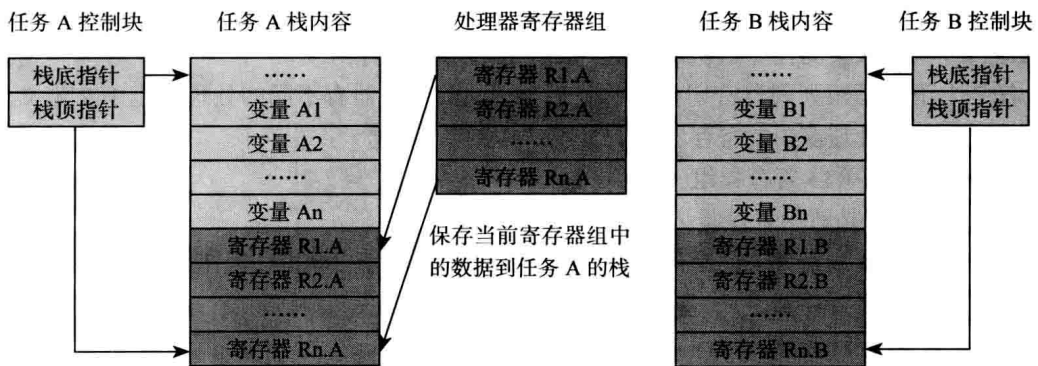 任务 A 控制块
栈底指针
栈顶指针
任务 A 栈内容
……
变量 A1
变量 A2
……
变量 An
寄存器 R1.A
寄存器 R2.A
……
寄存器 Rn.A
处理器寄存器组
寄存器 R1.A
寄存器 R2.A
……
寄存器 Rn.A
保存当前寄存器组中
的数据到任务 A 的栈
任务 B 栈内容
……
变量 B1
变量 B2
……
变量 Bn
寄存器 R1.B
寄存器 R2.B
……
寄存器 Rn.B
任务 B 控制块
栈底指针
栈顶指针